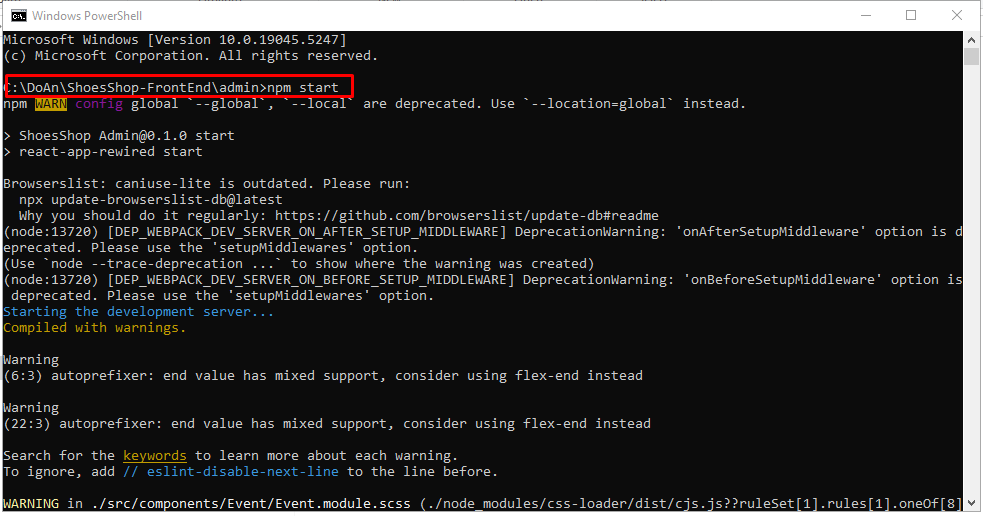 Windows PowerShell
Microsoft Windows [Version 10.0.19045.5247]
(c) Microsoft Corporation. All rights reserved.
C:\DoAn\ShoesShop-FrontEnd\admin>npm start
npm WARN config global `--global`, `--local` are deprecated. Use `--location=global` instead.
> ShoesShop Admin@0.1.0 start
> react-app-rewired start
Browserslist: caniuse-lite is outdated. Please run:
  npx update-browserslist-db@latest
  Why you should do it regularly: https://github.com/browserslist/update-db#readme
(node:13720) [DEP_WEBPACK_DEV_SERVER_ON_AFTER_SETUP_MIDDLEWARE] DeprecationWarning: 'onAfterSetupMiddleware' option is d
eprecated. Please use the 'setupMiddlewares' option.
(Use `node --trace-deprecation ...` to show where the warning was created)
(node:13720) [DEP_WEBPACK_DEV_SERVER_ON_BEFORE_SETUP_MIDDLEWARE] DeprecationWarning: 'onBeforeSetupMiddleware' option is
 deprecated. Please use the 'setupMiddlewares' option.
Starting the development server...
Compiled with warnings.
Warning
(6:3) autoprefixer: end value has mixed support, consider using flex-end instead
Warning
(22:3) autoprefixer: end value has mixed support, consider using flex-end instead
Search for the keywords to learn more about each warning.
To ignore, add // eslint-disable-next-line to the line before.
WARNING in ./src/components/Event/Event.module.scss (./node_modules/css-loader/dist/cjs.js??ruleSet[1].rules[1].oneOf[8]